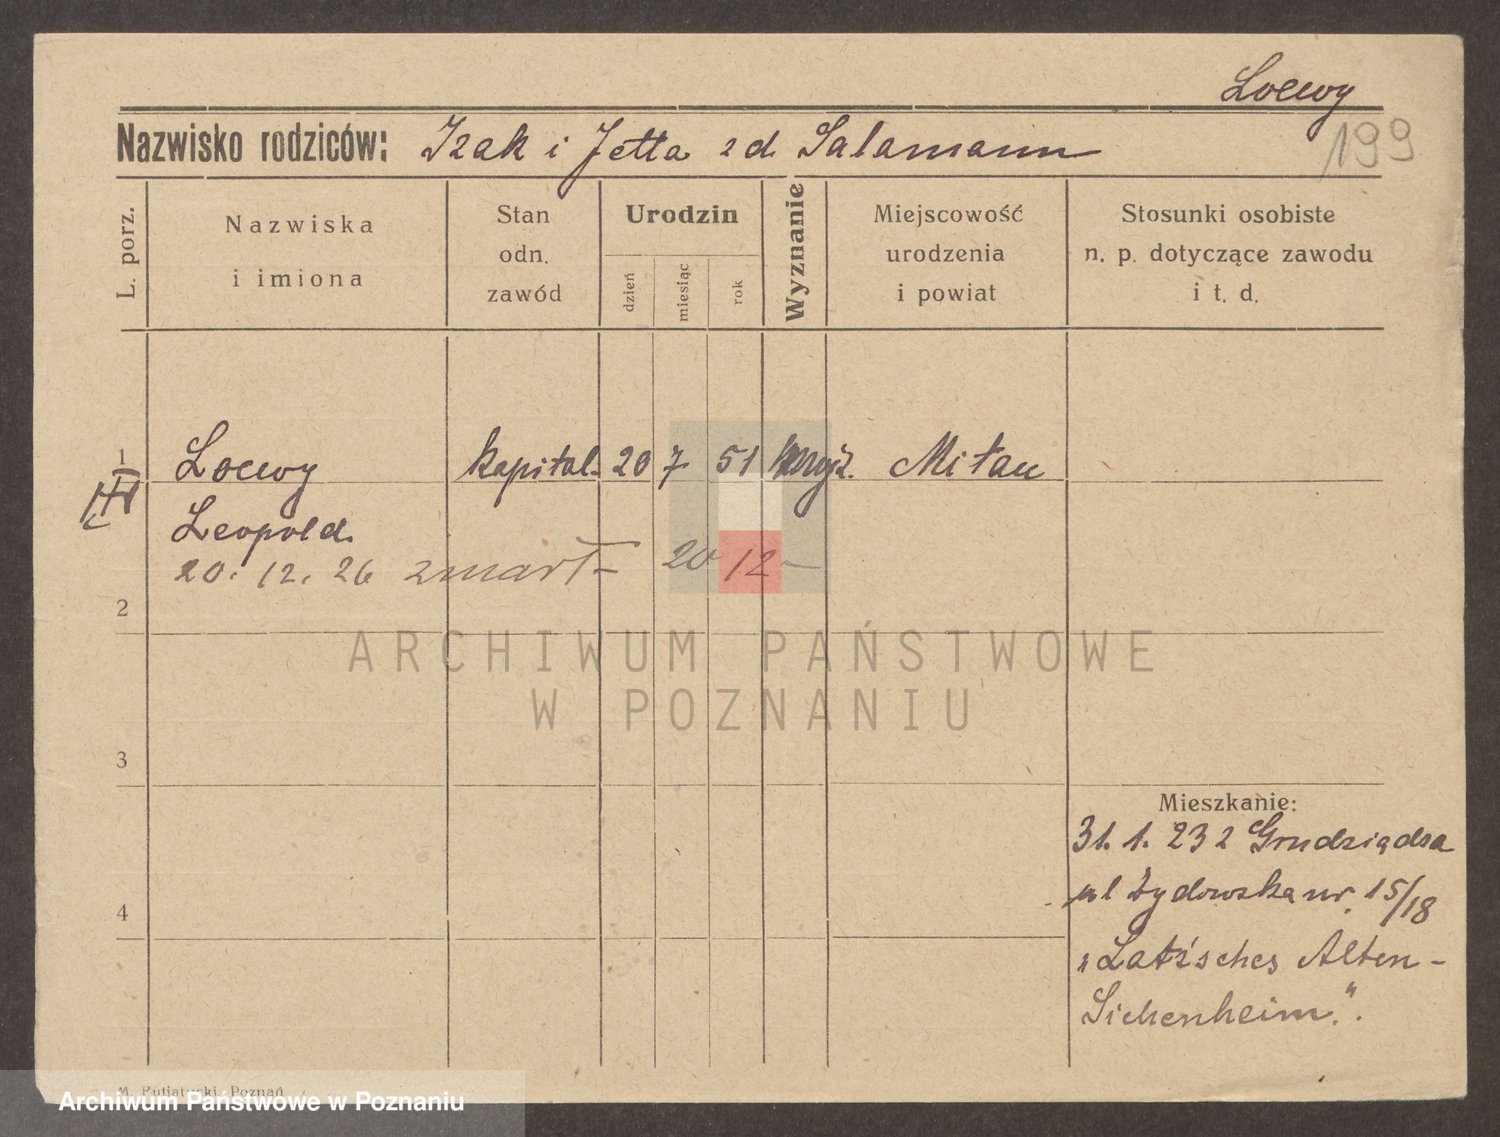 Loewy
199
Nazwisko rodziców: Izak i Jetta z d. Salamann
L. porz.
Nazwiska
i imiona
Stan
odn.
zawód
Urodzin
dzień
miesiąc
rok
Wyznanie
Miejscowość
urodzenia
i powiat
Stosunki osobiste
n. p. dotyczące zawodu
i t. d.
1 Loewy kapital. 20 7 51 Mitau
Leopold.
20. 12. 26 zmarł – 20 12 –
2
3
4
Mieszkanie:
31. 1. 23 z Grudziądza
ul Żydowska nr. 15/18
"Latz'sches Alten-
Siechenheim."
ARCHIWUM PAŃSTWOWE
W POZNANIU
Poznań
Archiwum Państwowe w Poznaniu